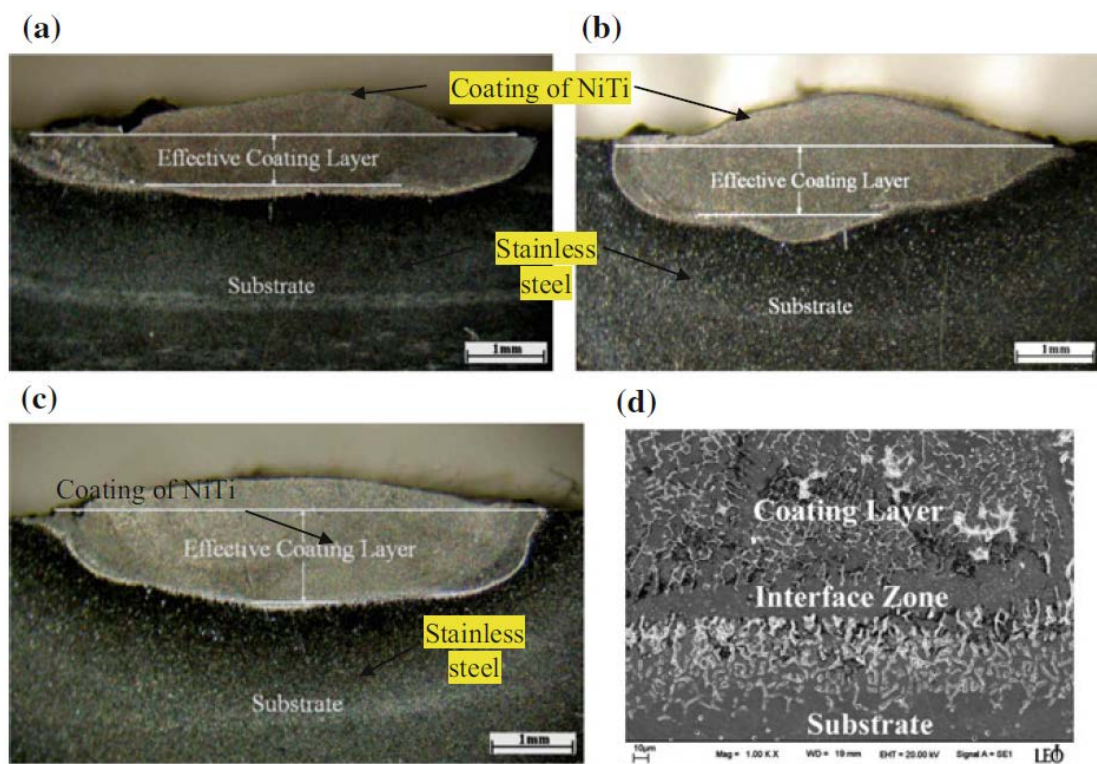 (a)
(b)
Coating of NiTi
Effective Coating Layer
Effective Coating Layer
Stainless
steel
Substrate
Substrate
1mm
1mm
(c)
(d)
Coating of NiTi
Effective Coating Layer
Stainless
steel
Substrate
1mm
Coating Layer
Interface Zone
Substrate
10μm
Mag = 1.00 K X
WD = 19 mm
EHT = 20.00 kV
Signal A = SE1
LEO